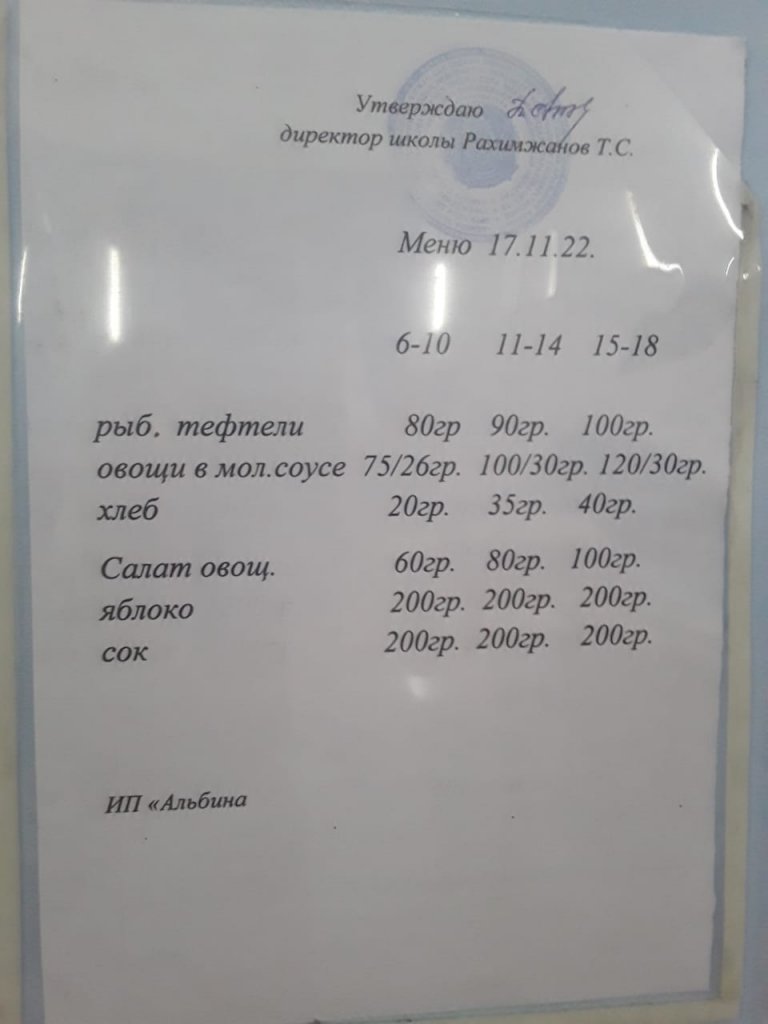 Утверждаю
директор школы Рахимжанов Т.С.
Меню 17.11.22.
6-10 11-14 15-18
рыб. тефтели 80гр 90гр. 100гр.
овощи в мол.соусе 75/26гр. 100/30гр. 120/30гр.
хлеб 20гр. 35гр. 40гр.
Салат овощ. 60гр. 80гр. 100гр.
яблоко 200гр. 200гр. 200гр.
сок 200гр. 200гр. 200гр.
ИП «Альбина